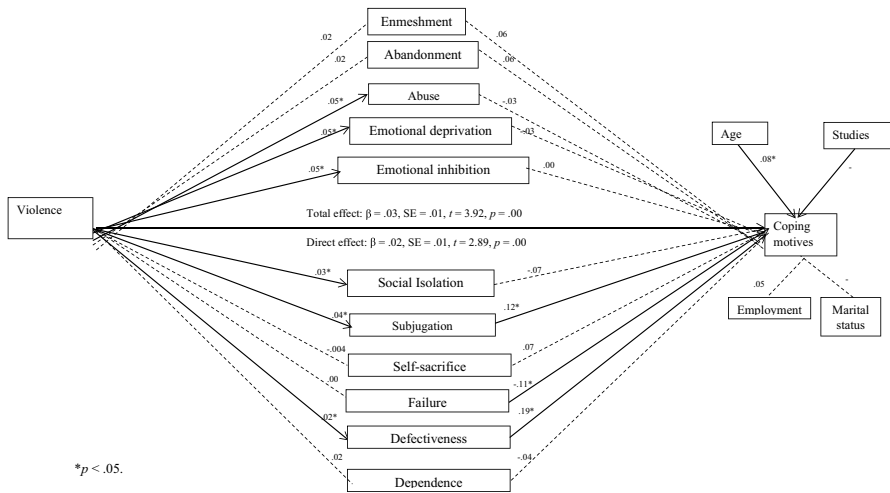 Enmeshment
.02
.06
Abandonment
.02
.06
Abuse
.05*
-.03
Emotional deprivation
.05*
-.03
Emotional inhibition
.05*
.00
Age
Studies
.08*
-
Violence
Total effect: β = .03, SE = .01, t = 3.92, p = .00
Direct effect: β = .02, SE = .01, t = 2.89, p = .00
Coping
motives
.03*
Social Isolation
-.07
.05
-
Employment
Marital
status
.04*
Subjugation
.12*
-.004
Self-sacrifice
.07
.00
Failure
-.11*
.02*
Defectiveness
.19*
.02
Dependence
-.04
*p < .05.